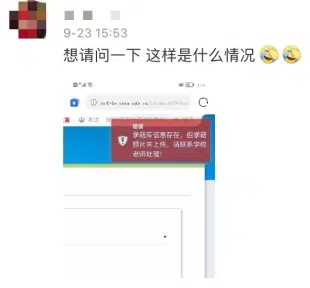 9-23 15:53
想请问一下 这样是什么情况
错误
学籍库信息存在，但学籍
照片未上传，请联系学校
老师处理！